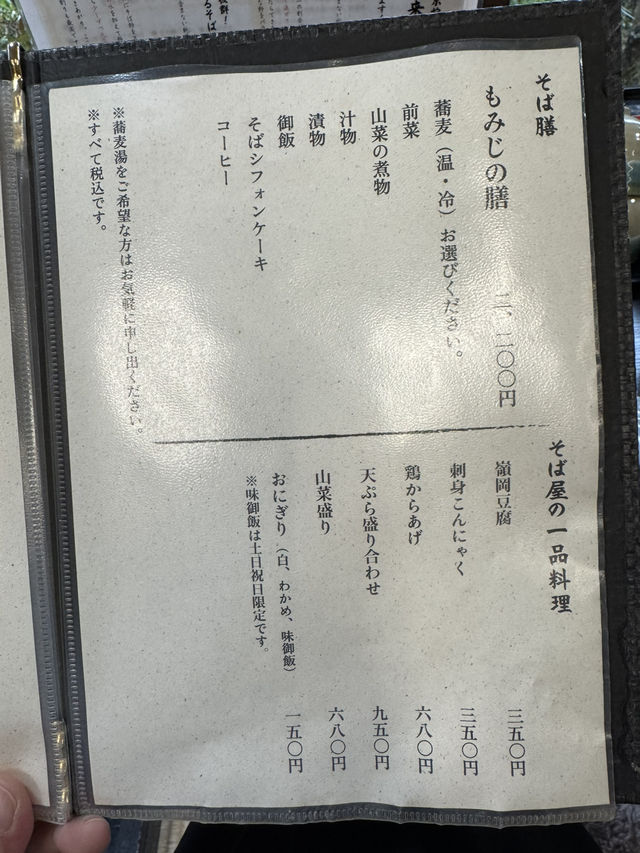 そば膳
もみじの膳 二、二〇〇円
蕎麦（温・冷）お選びください。
前菜
山菜の煮物
汁物
漬物
御飯
そばシフォンケーキ
コーヒー
※蕎麦湯をご希望な方はお気軽に申し出ください。
※すべて税込です。
そば屋の一品料理
嶺岡豆腐 三五〇円
刺身こんにゃく 三五〇円
鶏からあげ 六八〇円
天ぷら盛り合わせ 九五〇円
山菜盛り 六八〇円
おにぎり（白、わかめ、味御飯） 一五〇円
※味御飯は土日祝日限定です。